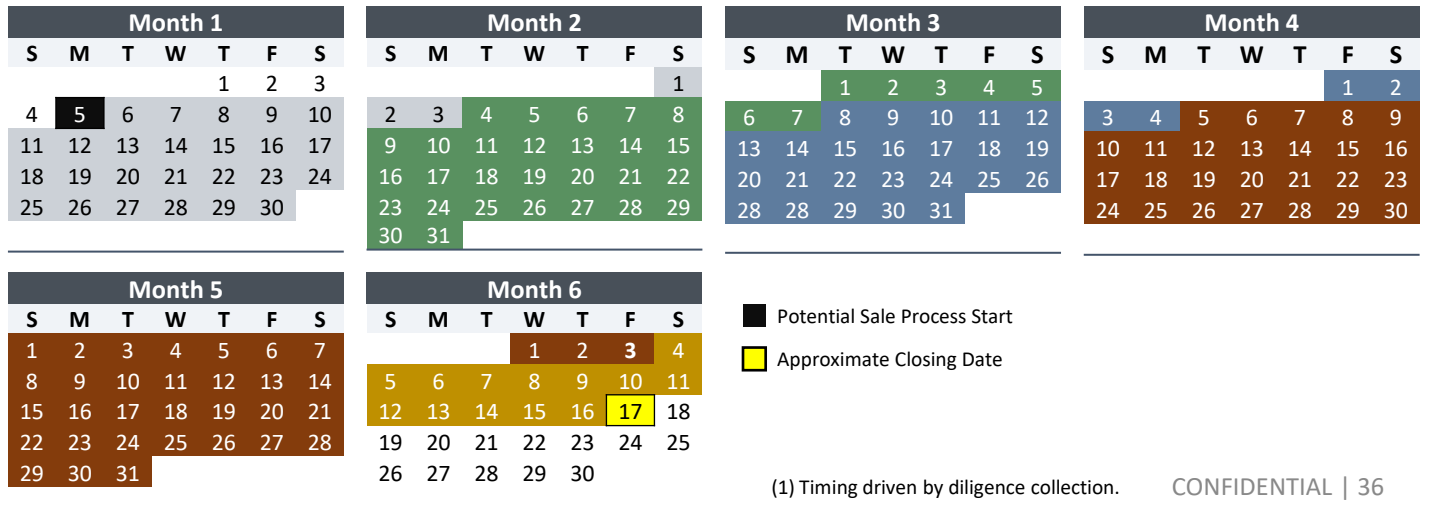 Month 1
S M T W T F S
1 2 3
4 5 6 7 8 9 10
11 12 13 14 15 16 17
18 19 20 21 22 23 24
25 26 27 28 29 30
Month 2
S M T W T F S
1
2 3 4 5 6 7 8
9 10 11 12 13 14 15
16 17 18 19 20 21 22
23 24 25 26 27 28 29
30 31
Month 3
S M T W T F S
1 2 3 4 5
6 7 8 9 10 11 12
13 14 15 16 17 18 19
20 21 22 23 24 25 26
28 28 29 30 31
Month 4
S M T W T F S
1 2
3 4 5 6 7 8 9
10 11 12 13 14 15 16
17 18 19 20 21 22 23
24 25 26 27 28 29 30
Month 5
S M T W T F S
1 2 3 4 5 6 7
8 9 10 11 12 13 14
15 16 17 18 19 20 21
22 23 24 25 26 27 28
29 30 31
Month 6
S M T W T F S
1 2 3 4
5 6 7 8 9 10 11
12 13 14 15 16 17 18
19 20 21 22 23 24 25
26 27 28 29 30
Potential Sale Process Start
Approximate Closing Date
(1) Timing driven by diligence collection.
CONFIDENTIAL | 36